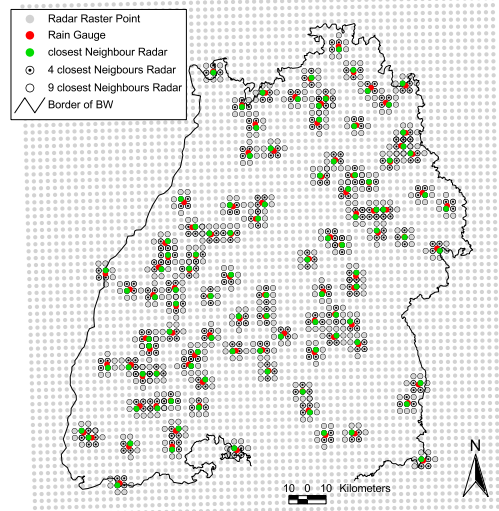 Radar Raster Point
Rain Gauge
closest Neighbour Radar
4 closest Neigbours Radar
9 closest Neighbours Radar
Border of BW
N
10 0 10 Kilometers